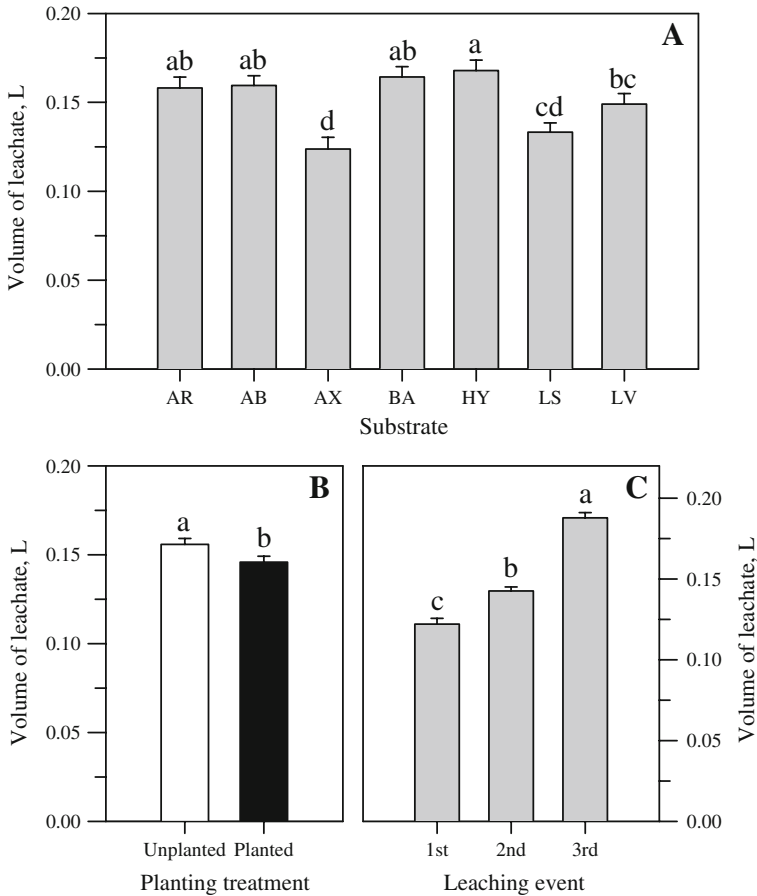 A
0.20
0.15
0.10
0.05
0.00
Volume of leachate, L
ab ab d ab a cd bc
AR AB AX BA HY LS LV
Substrate
B
0.20
0.15
0.10
0.05
0.00
Volume of leachate, L
a b
Unplanted Planted
Planting treatment
C
c b a
0.20
0.15
0.10
0.05
0.00
Volume of leachate, L
1st 2nd 3rd
Leaching event